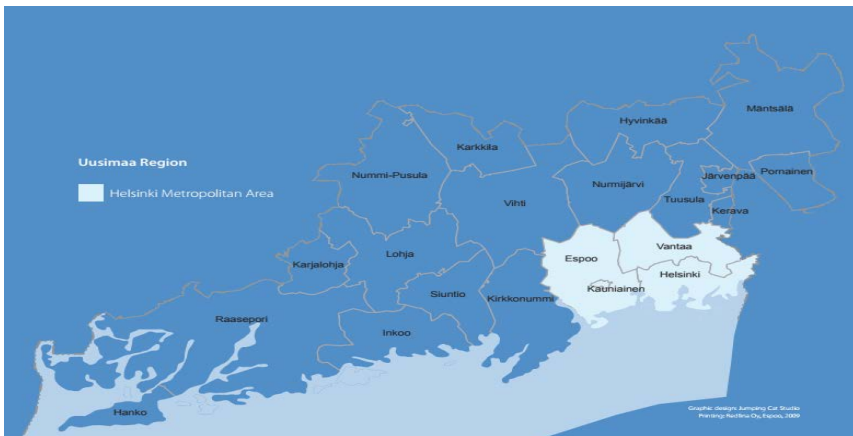 Mäntsälä
Hyvinkää
Karkkila
Uusimaa Region
Nummi-Pusula
Järvenpää
Pornainen
Nurmijärvi
Helsinki Metropolitan Area
Vihti
Tuusula
Kerava
Vantaa
Lohja
Espoo
Karjalohja
Helsinki
Siuntio
Kirkkonummi
Kauniainen
Raasepori
Inkoo
Hanko
Graphic design: Jumping Cat Studio
Printing: Redfina Oy, Espoo, 2009